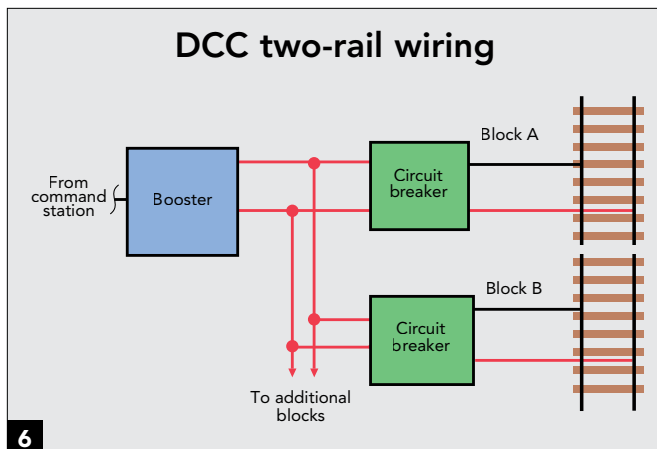 DCC two-rail wiring
From
command
station
Booster
Circuit
breaker
Block A
Circuit
breaker
Block B
To additional
blocks
6